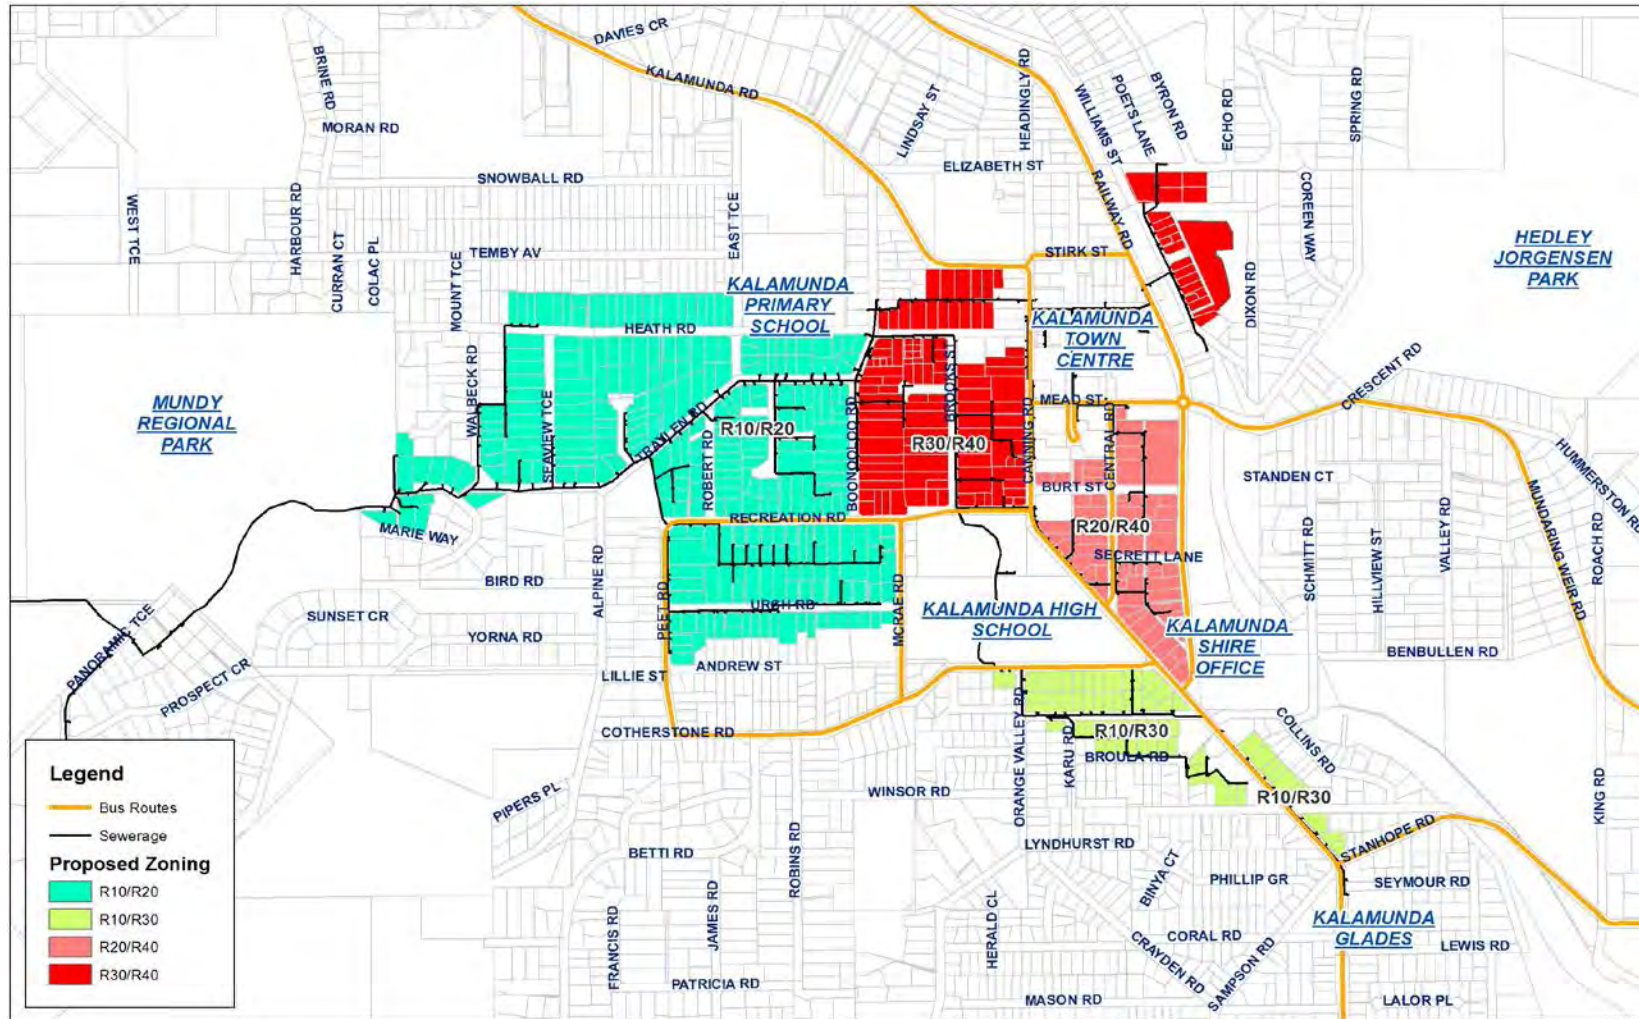 DAVIES CR
BRINE RD
KALAMUNDA RD
HEADINGLY RD
WILLIAMS ST
POETS LANE
BYRON RD
ECHO RD
SPRING RD
LINDSAY ST
MORAN RD
ELIZABETH ST
SNOWBALL RD
RAILWAY RD
COREEN WAY
WEST TCE
HARBOUR RD
CURRAN CT
COLAC PL
MOUNT TCE
TEMBY AV
EAST TCE
STIRK ST
DIXON RD
HEDLEY
JORGENSEN
PARK
KALAMUNDA
PRIMARY
SCHOOL
HEATH RD
KALAMUNDA
TOWN
CENTRE
WALBECK RD
BROOKS ST
CRESCENT RD
MUNDY
REGIONAL
PARK
SEAVIEW TCE
TRAYLEN RD
ROBERT RD
R10/R20
BOONOOLOO RD
R30/R40
CANNING RD
MEAD ST
CENTRAL RD
BURT ST
STANDEN CT
HUMMERSTON RD
MUNDARING WEIR RD
MARIE WAY
RECREATION RD
R20/R40
SECRETT LANE
SCHMITT RD
HILLVIEW ST
VALLEY RD
ROACH RD
BIRD RD
ALPINE RD
PEET RD
URCH RD
MCRAE RD
KALAMUNDA HIGH
SCHOOL
KALAMUNDA
SHIRE
OFFICE
SUNSET CR
YORNA RD
PANORAMIC TCE
PROSPECT CR
LILLIE ST
ANDREW ST
BENBULLEN RD
COTHERSTONE RD
ORANGE VALLEY RD
KARU RD
R10/R30
BROULA RD
COLLINS RD
R10/R30
WINSOR RD
PIPERS PL
KING RD
STANHOPE RD
LYNDHURST RD
BETTI RD
ROBINS RD
BINYA CT
PHILLIP GR
SEYMOUR RD
JAMES RD
FRANCIS RD
HERALD CL
CRAYDEN RD
CORAL RD
SAMPSON RD
KALAMUNDA
GLADES
LEWIS RD
PATRICIA RD
MASON RD
LALOR PL
Legend
Bus Routes
Sewerage
Proposed Zoning
R10/R20
R10/R30
R20/R40
R30/R40